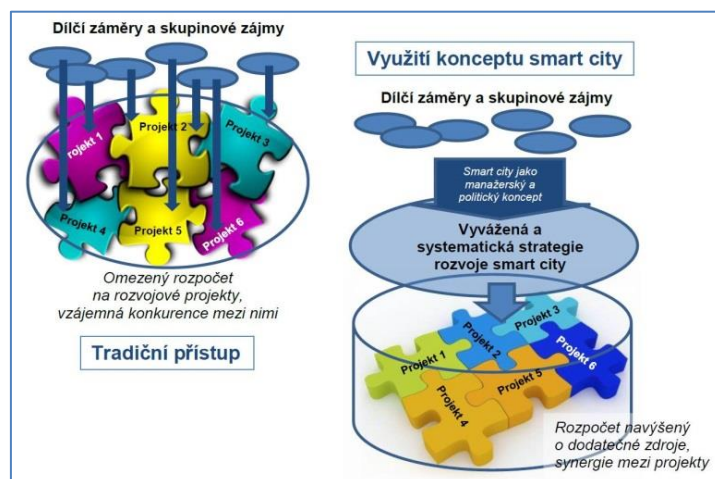 Dílčí záměry a skupinové zájmy
Projekt 1
Projekt 2
Projekt 3
Projekt 4
Projekt 5
Projekt 6
Omezený rozpočet
na rozvojové projekty,
vzájemná konkurence mezi nimi
Tradiční přístup
Využití konceptu smart city
Dílčí záměry a skupinové zájmy
Smart city jako
manažerský a
politický koncept
Vyvážená a
systematická strategie
rozvoje smart city
Projekt 3
Projekt 2
Projekt 1
Projekt 6
Projekt 5
Projekt 4
Rozpočet navýšený
o dodatečné zdroje,
synergie mezi projekty